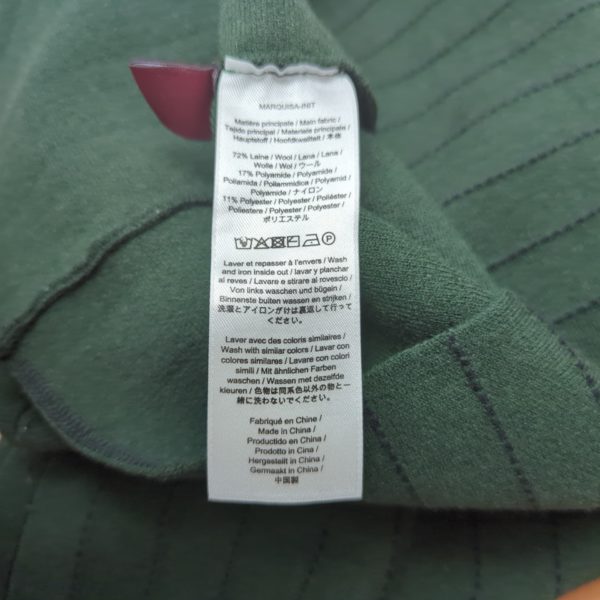 MARQUISA-INIT
Matière principale / Main fabric /
Tejido principal / Materiale principale /
Hauptstoff / Hoofdkwaliteit / 本体
72% Laine / Wool / Lana / Lana /
Wolle / Wol / ウール
17% Polyamide / Polyamide /
Poliamida / Poliammidica / Polyamid /
Polyamide / ナイロン
11% Polyester / Polyester / Poliéster /
Poliestere / Polyester / Polyester /
ポリエステル
Laver et repasser à l'envers / Wash
and iron inside out / lavar y planchar
al reves / Lavare e stirare al rovescio /
Von links waschen und bügeln /
Binnenste buiten wassen en strijken /
洗濯とアイロンがけは裏返して行って
ください。
Laver avec des coloris similaires /
Wash with similar colors / Lavar con
colores similares / Lavare con colori
simili / Mit ähnlichen Farben
waschen / Wassen met dezelfde
kleuren / 色物は同系色以外の物と一
緒に洗わないでください。
Fabriqué en Chine /
Made in China /
Productido en China /
Prodotto in Cina /
Hergestellt in China /
Germaakt in China /
中国製